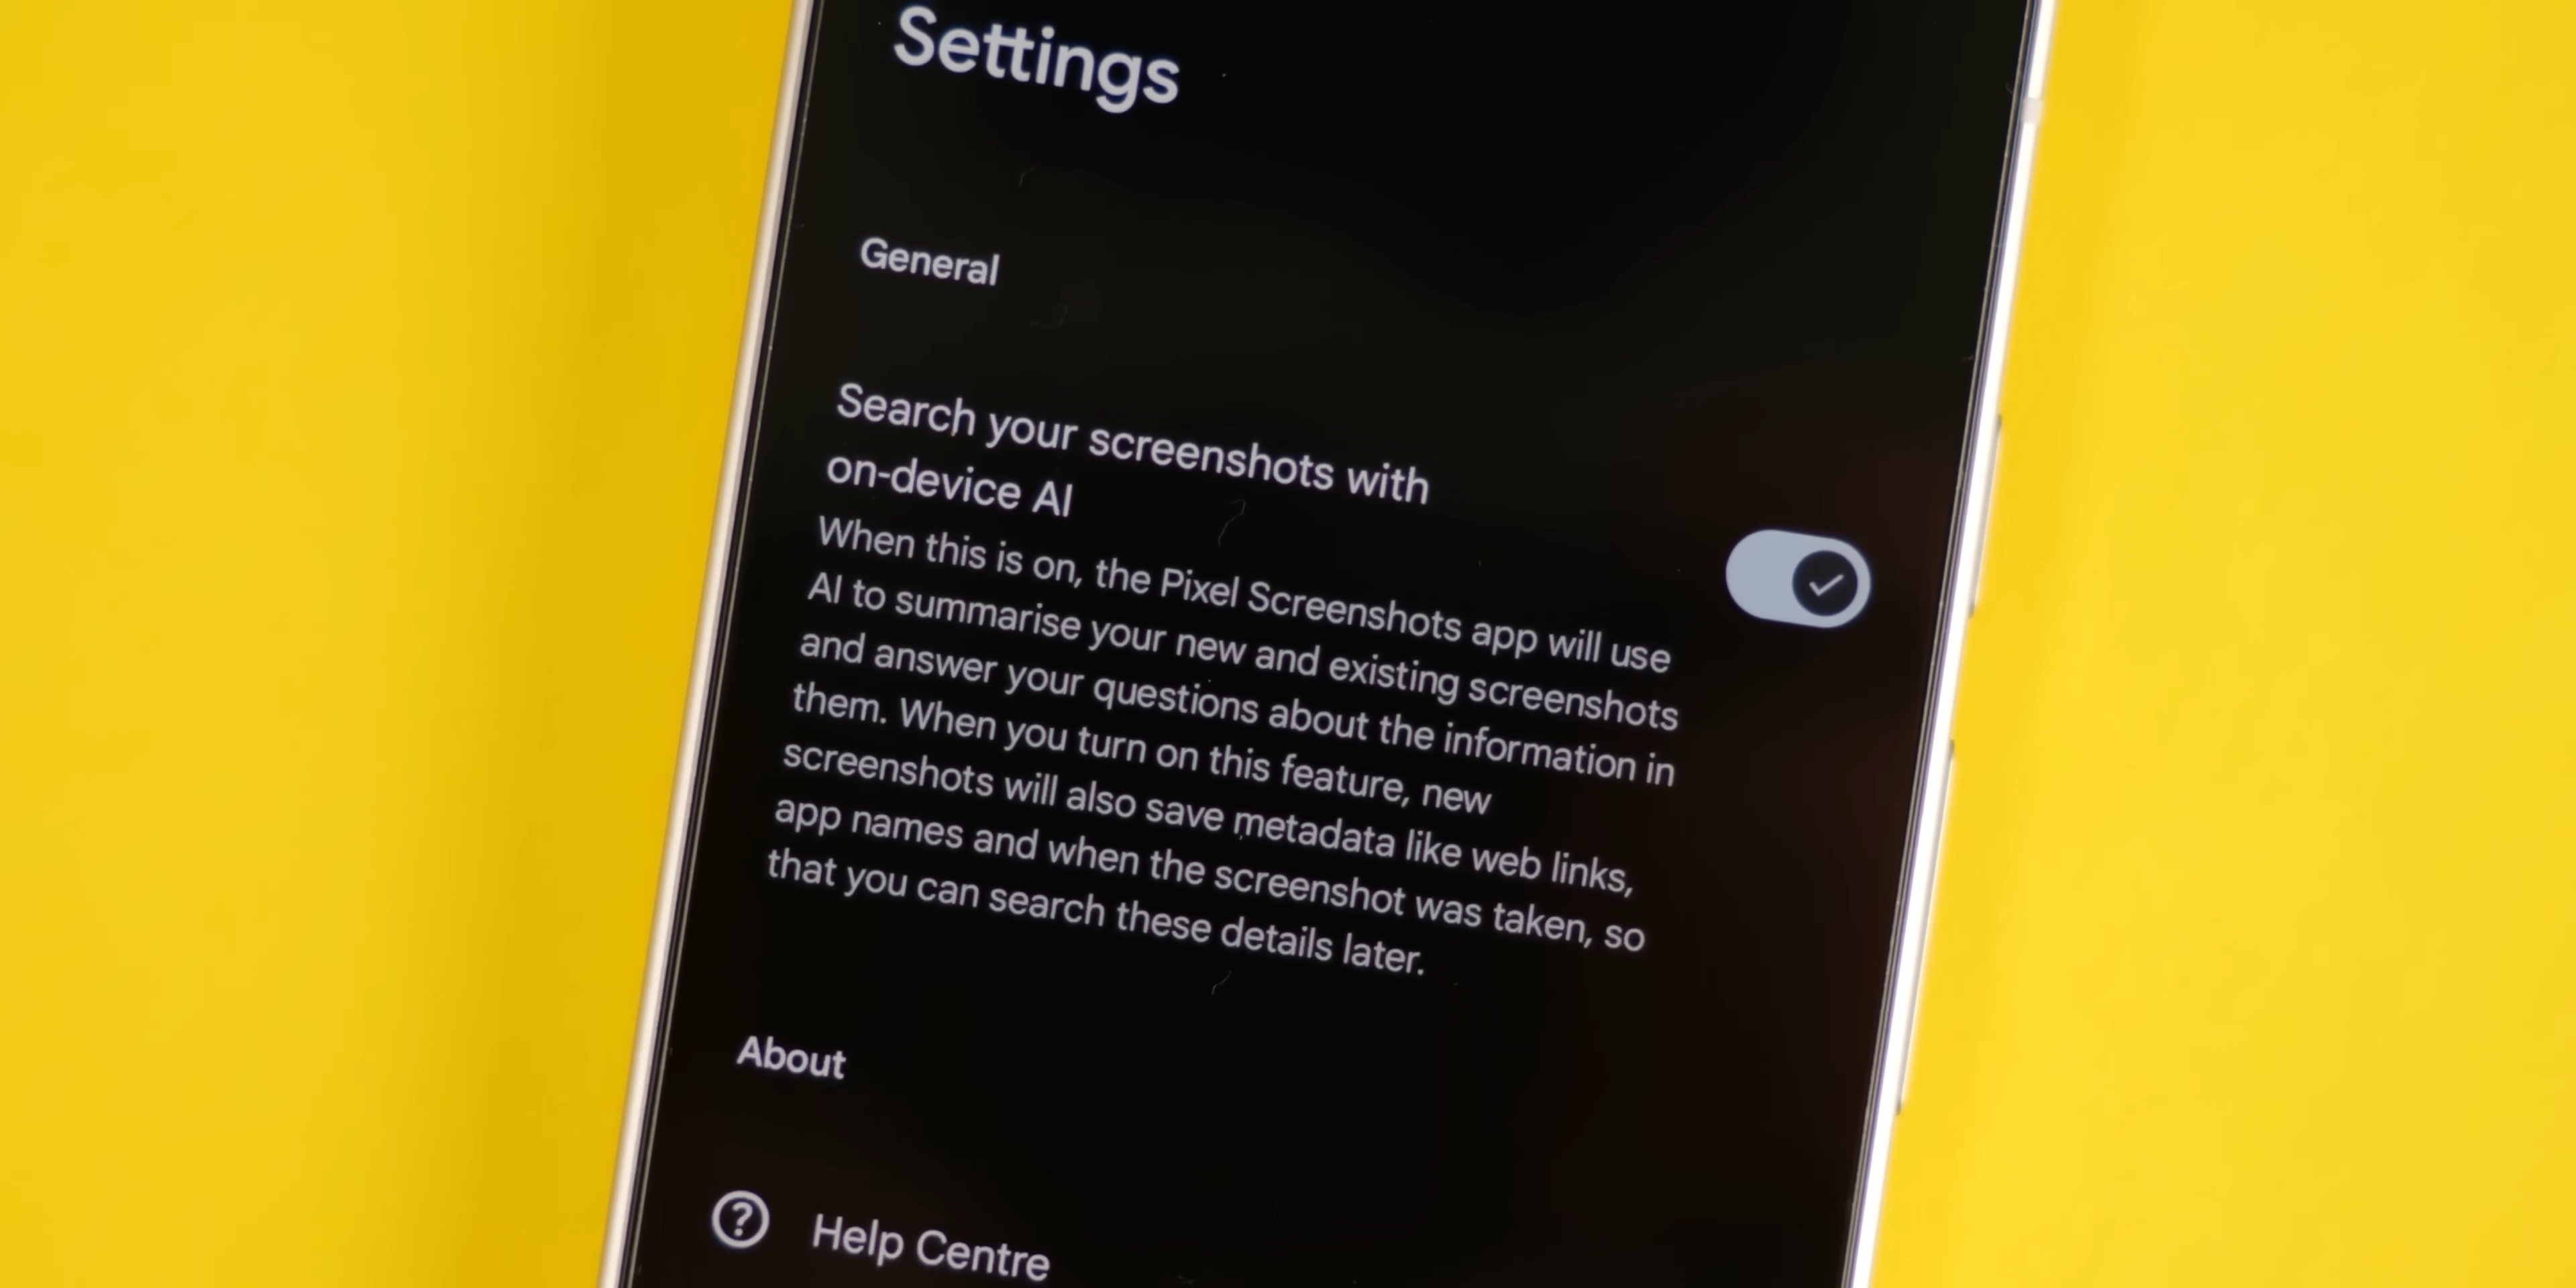 Settings
General
Search your screenshots with
on-device AI
When this is on, the Pixel Screenshots app will use
AI to summarise your new and existing screenshots
and answer your questions about the information in
them. When you turn on this feature, new
screenshots will also save metadata like web links,
app names and when the screenshot was taken, so
that you can search these details later.
About
Help Centre